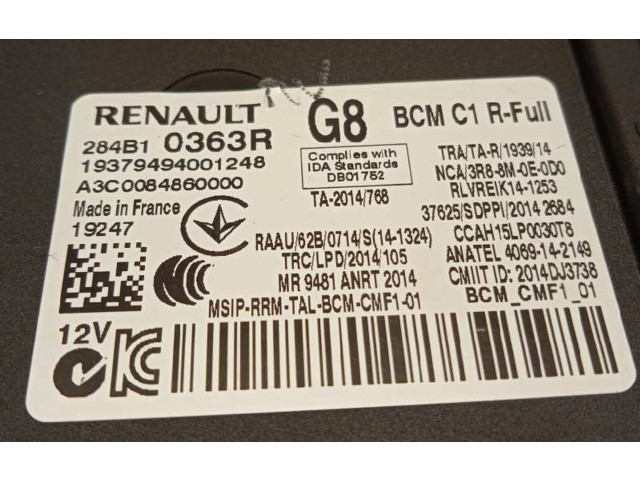 RENAULT G8 BCM C1 R-Full
284B1 0363R
19379494001248
A3C0084860000
Made in France
19247
Complies with
IDA Standards
DB01752
TA-2014/768
TRA/TA-R/1939/14
NCA/3R8-8M-0E-0D0
RLVREIK14-1253
37625/SDPPI/2014 2684
RAAU/62B/0714/S(14-1324)
CCAH15LP0030T8
TRC/LPD/2014/105
ANATEL 4069-14-2149
MR 9481 ANRT 2014
CMIIT ID: 2014DJ3738
MSIP-RRM-TAL-BCM-CMF1-01
BCM_CMF1_01
12V